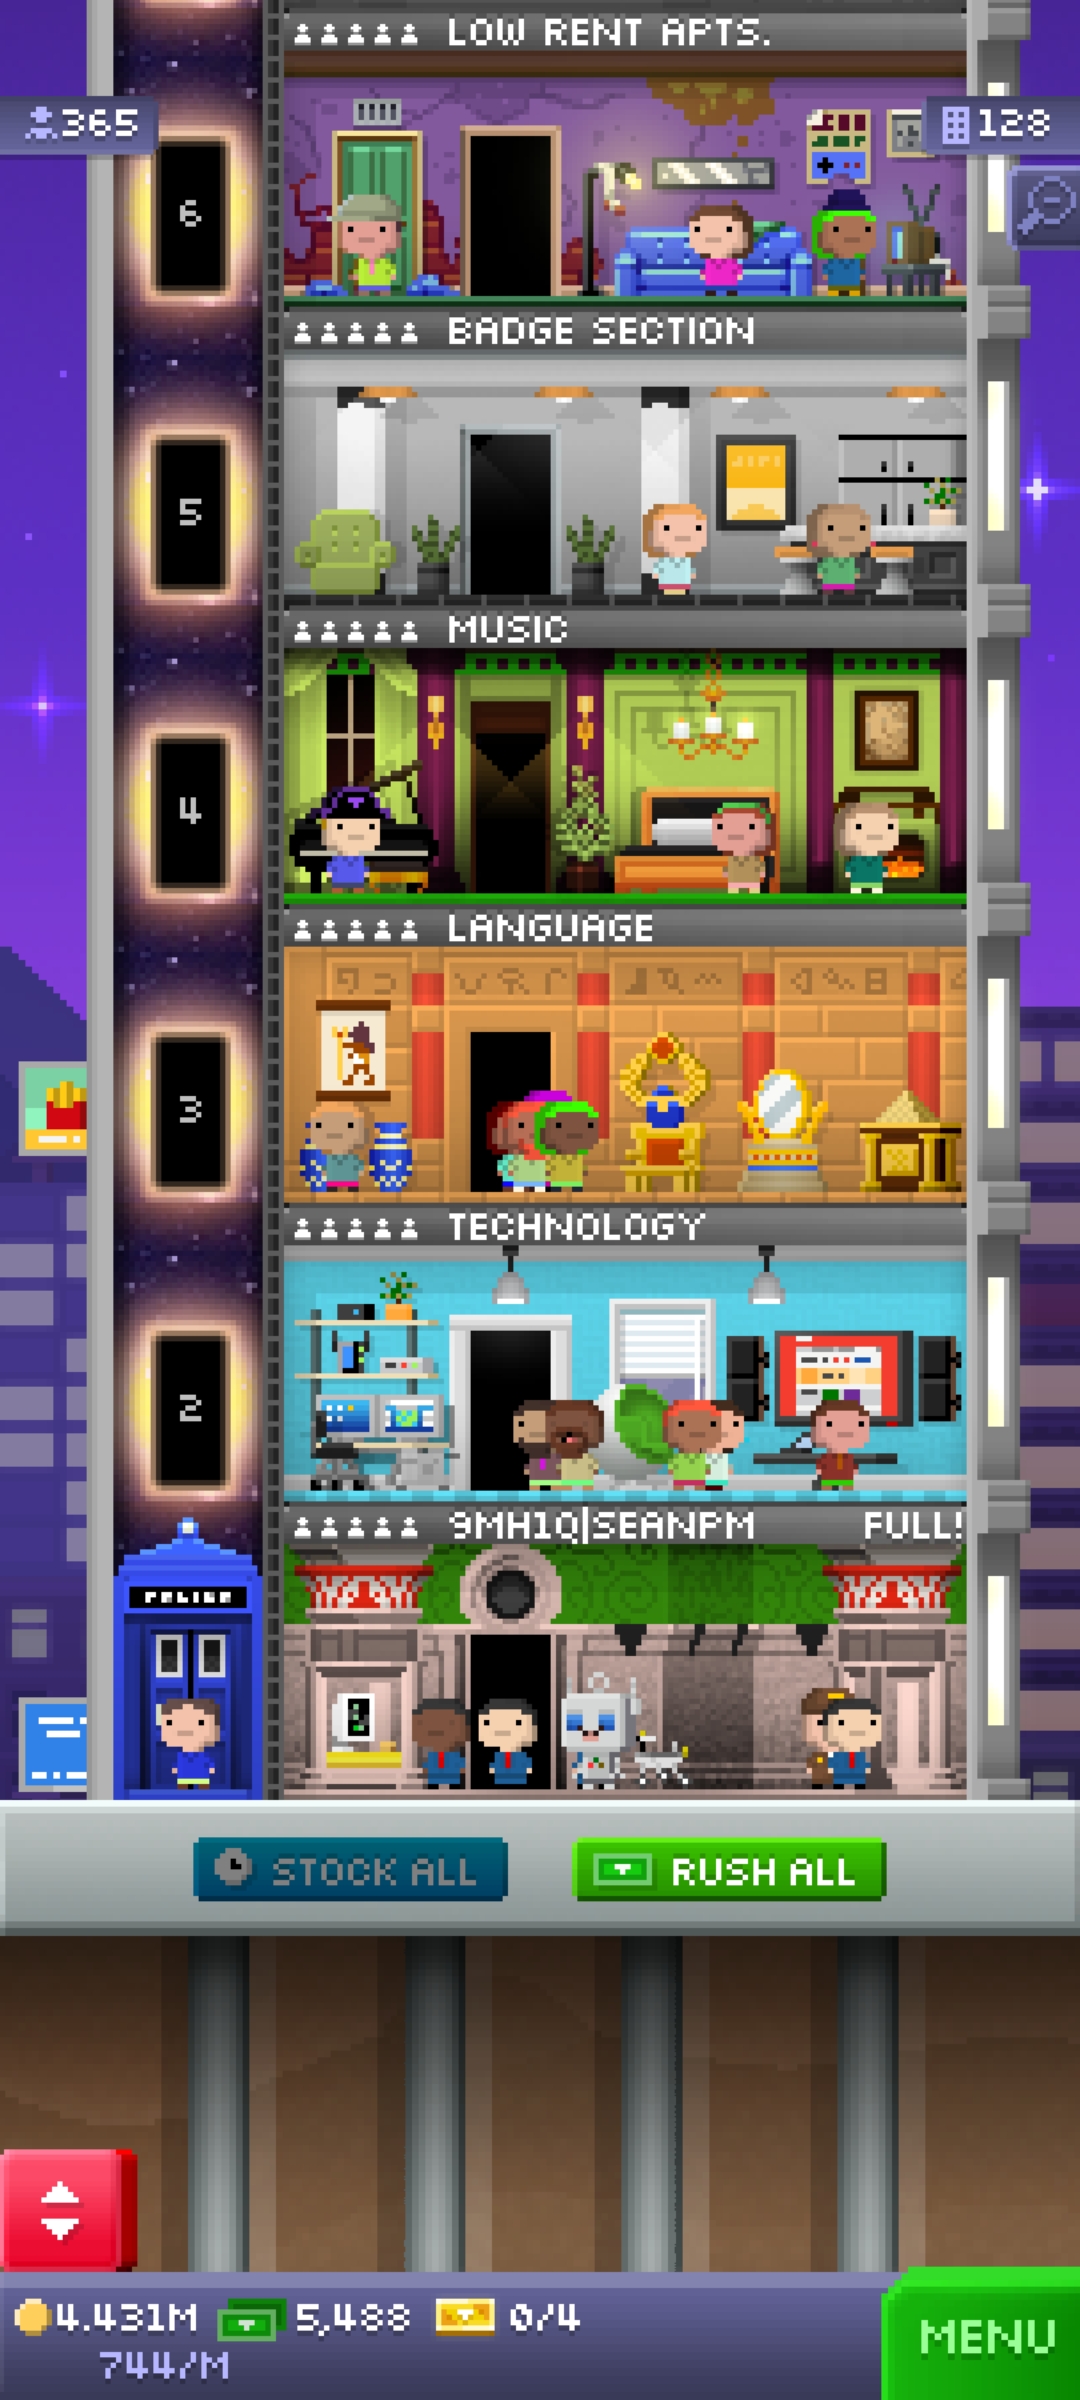 LOW RENT APTS.
365
128
6
BADGE SECTION
5
MUSIC
4
LANGUAGE
3
TECHNOLOGY
2
9MH1Q|SEANPM FULL!
POLICE
STOCK ALL
RUSH ALL
4.431M 5,488 0/4
744/M
MENU